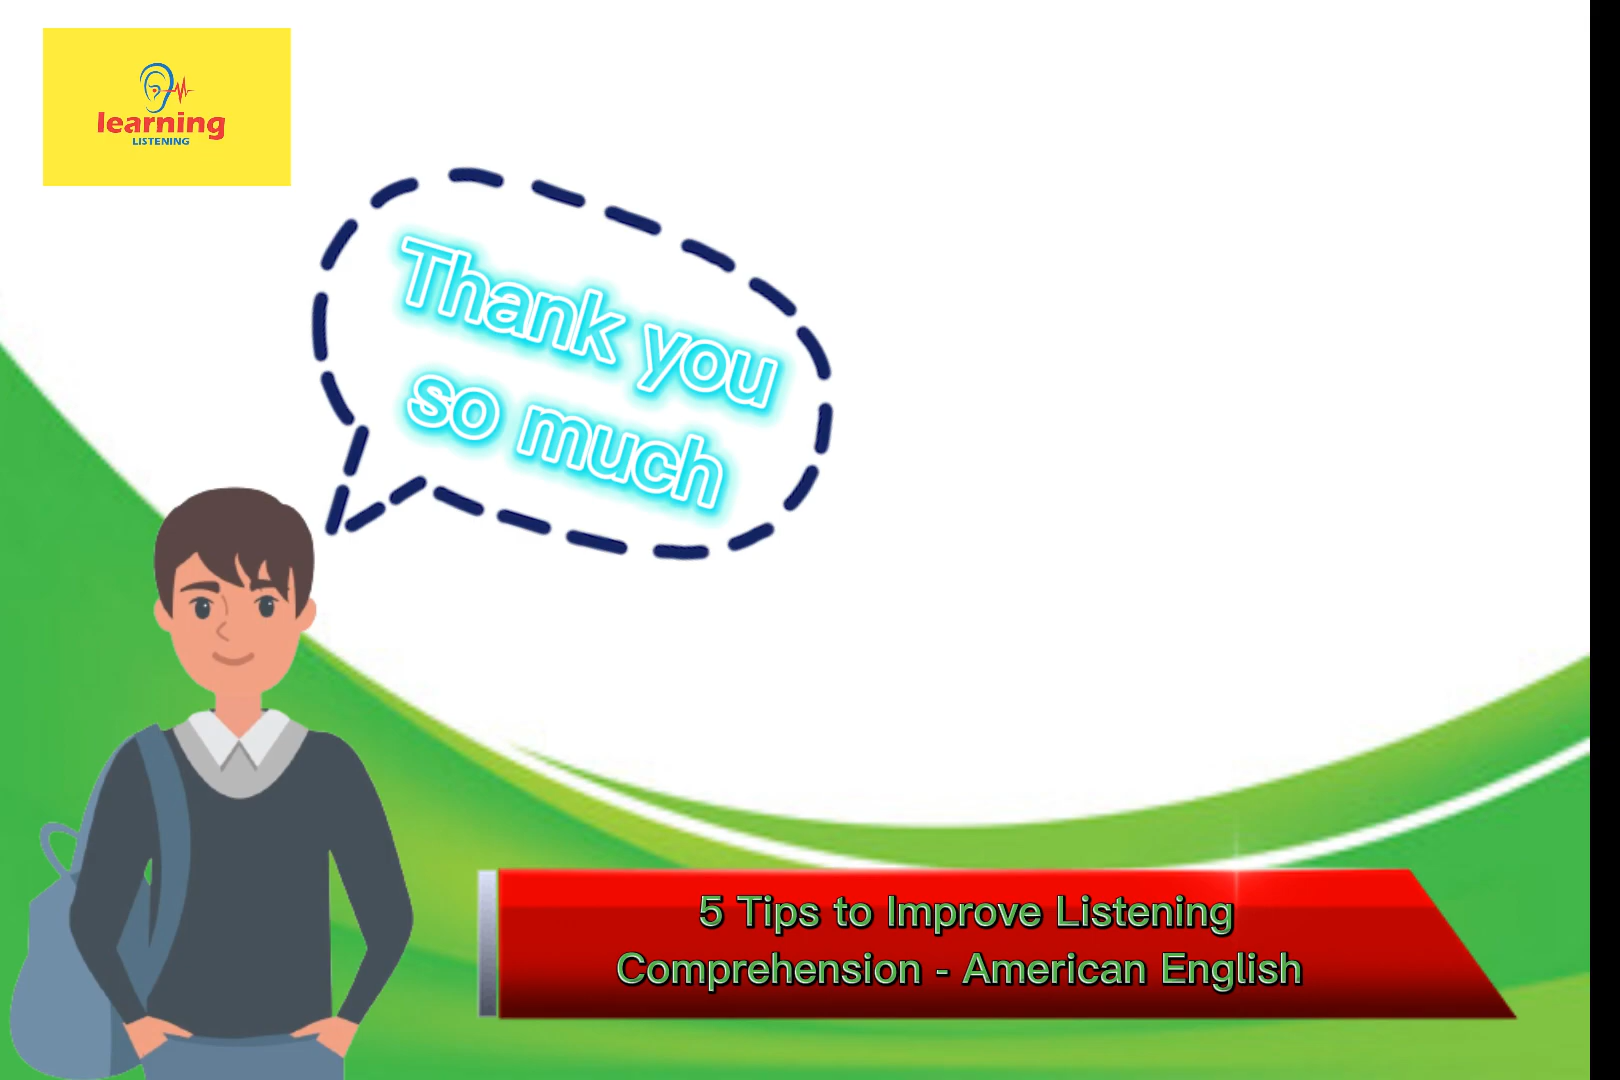 learning
LISTENING
Thank you
so much
5 Tips to Improve Listening
Comprehension - American English